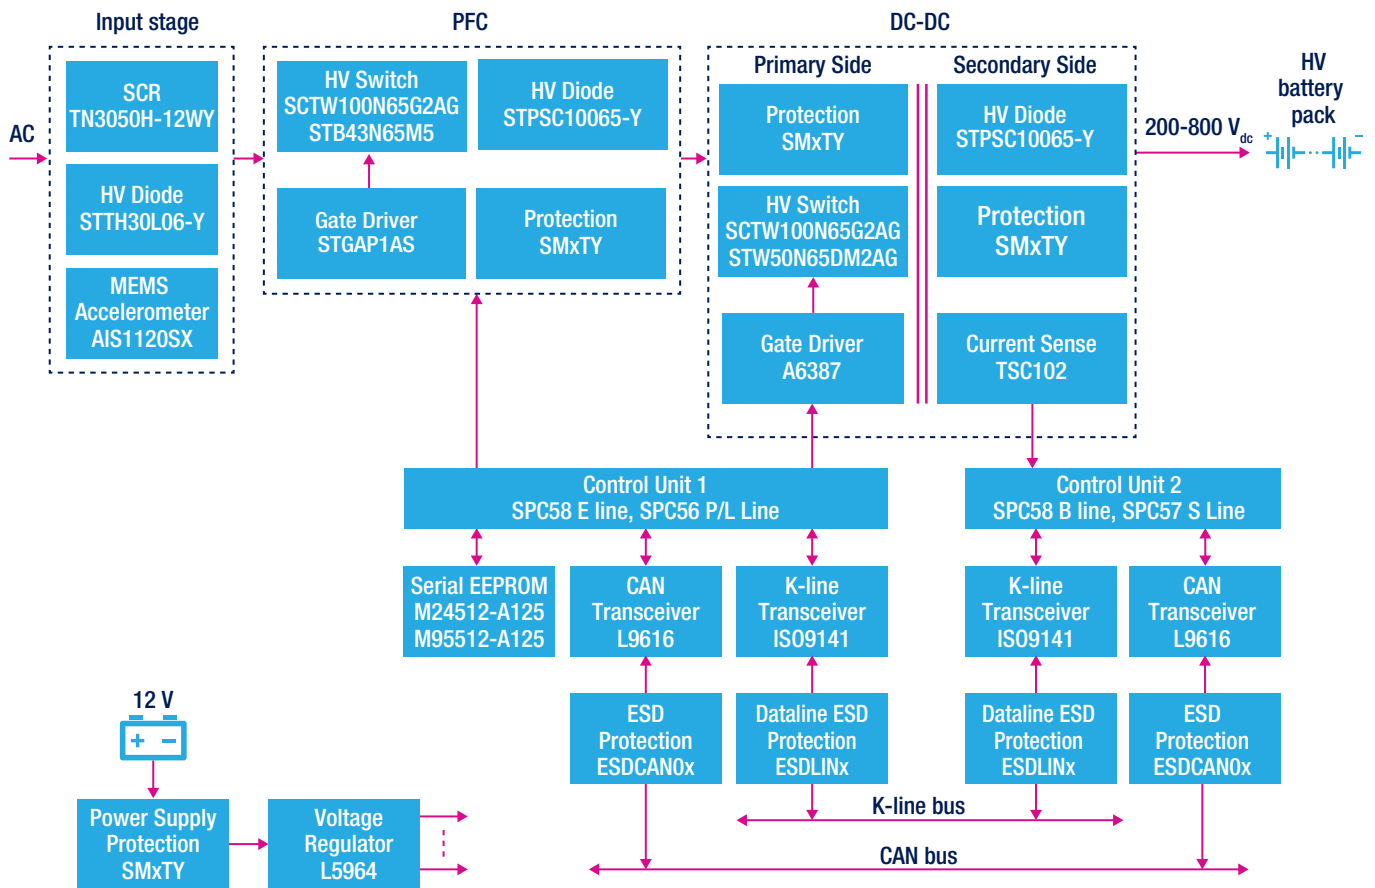 Input stage
PFC
DC-DC
AC
SCR
TN3050H-12WY
HV Diode
STTH30L06-Y
MEMS
Accelerometer
AIS1120SX
HV Switch
SCTW100N65G2AG
STB43N65M5
HV Diode
STPSC10065-Y
Gate Driver
STGAP1AS
Protection
SMxTY
Primary Side
Secondary Side
Protection
SMxTY
HV Switch
SCTW100N65G2AG
STW50N65DM2AG
Gate Driver
A6387
HV Diode
STPSC10065-Y
Protection
SMxTY
Current Sense
TSC102
200-800 Vdc
HV
battery
pack
+ −
Control Unit 1
SPC58 E line, SPC56 P/L Line
Control Unit 2
SPC58 B line, SPC57 S Line
Serial EEPROM
M24512-A125
M95512-A125
CAN
Transceiver
L9616
K-line
Transceiver
ISO9141
K-line
Transceiver
ISO9141
CAN
Transceiver
L9616
ESD
Protection
ESDCAN0x
Dataline ESD
Protection
ESDLINx
Dataline ESD
Protection
ESDLINx
ESD
Protection
ESDCAN0x
12 V
+ −
Power Supply
Protection
SMxTY
Voltage
Regulator
L5964
K-line bus
CAN bus